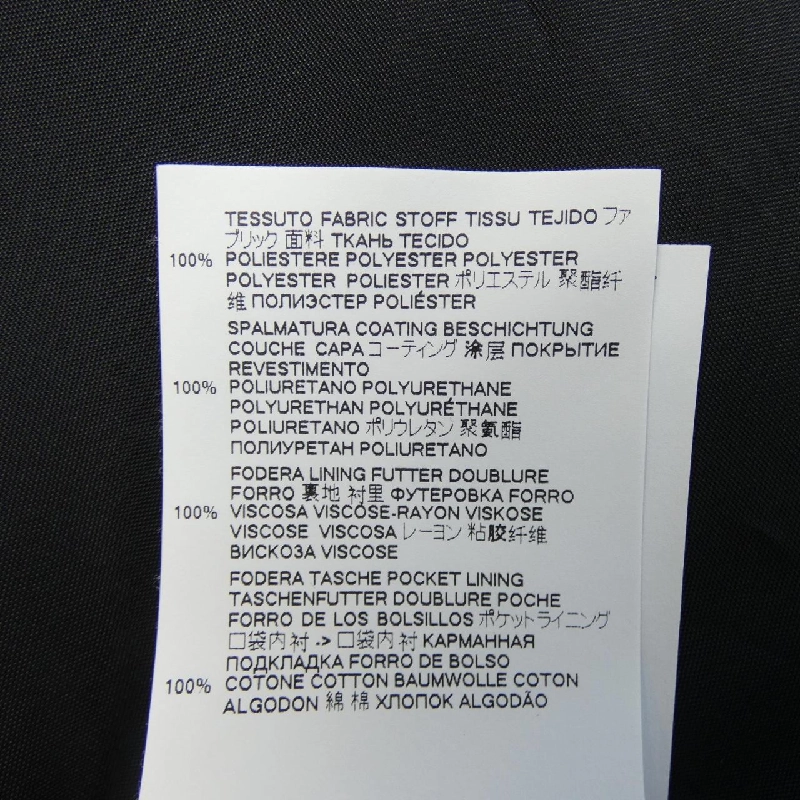 TESSUTO FABRIC STOFF TISSU TEJIDO ファ
ブリック 面料 ТКАНЬ TECIDO
100% POLIESTERE POLYESTER POLYESTER
POLYESTER POLIESTER ポリエステル 聚酯纤
维 ПОЛИЭСТЕР POLIÉSTER
SPALMATURA COATING BESCHICHTUNG
COUCHE CAPA コーティング 涂层 ПОКРЫТИЕ
REVESTIMENTO
100% POLIURETANO POLYURETHANE
POLYURETHAN POLYURÉTHANE
POLIURETANO ポリウレタン 聚氨酯
ПОЛИУРЕТАН POLIURETANO
FODERA LINING FUTTER DOUBLURE
FORRO 裏地 衬里 ФУТЕРОВКА FORRO
100% VISCOSA VISCOSE-RAYON VISKOSE
VISCOSE VISCOSA レーヨン 粘胶纤维
ВИСКОЗА VISCOSE
FODERA TASCHE POCKET LINING
TASCHENFUTTER DOUBLURE POCHE
FORRO DE LOS BOLSILLOS ポケットライニング
口袋内衬 -> 口袋内衬 КАРМАННАЯ
ПОДКЛАДКА FORRO DE BOLSO
100% COTONE COTTON BAUMWOLLE COTON
ALGODON 綿 棉 ХЛОПОК ALGODÃO